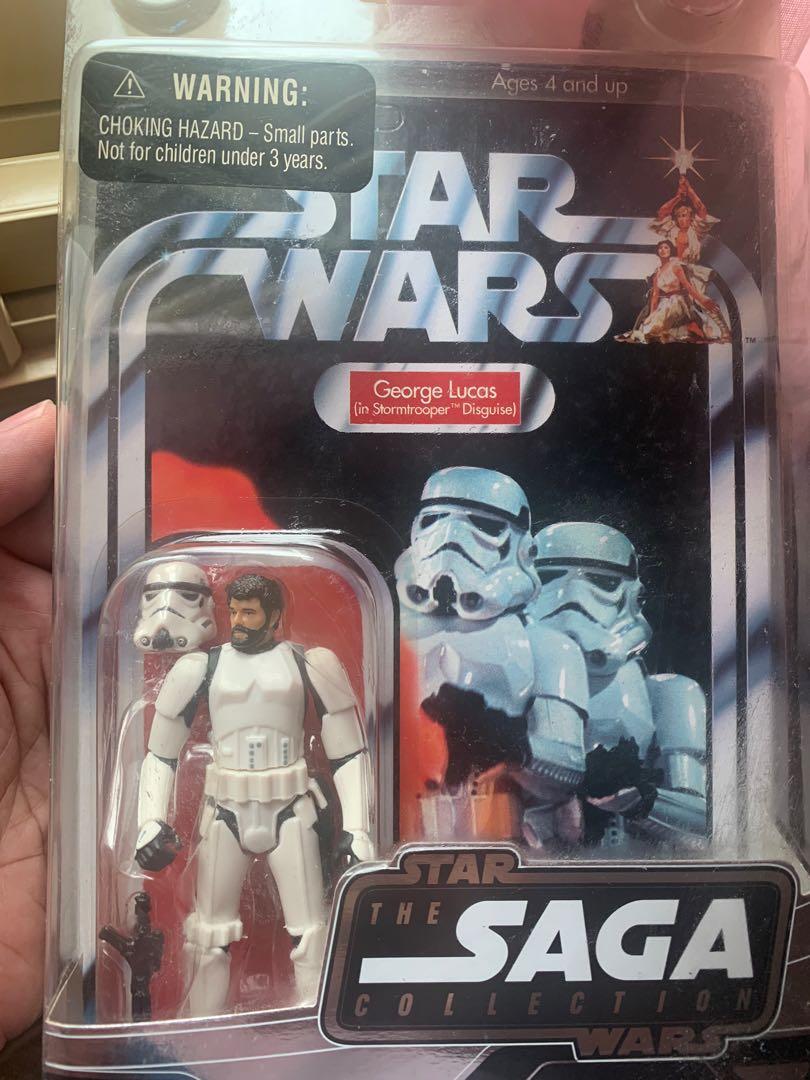 Ages 4 and up
WARNING:
CHOKING HAZARD – Small parts.
Not for children under 3 years.
STAR
WARS
TM
George Lucas
(in Stormtrooper™ Disguise)
STAR
THE
SAGA
COLLECTION
WARS